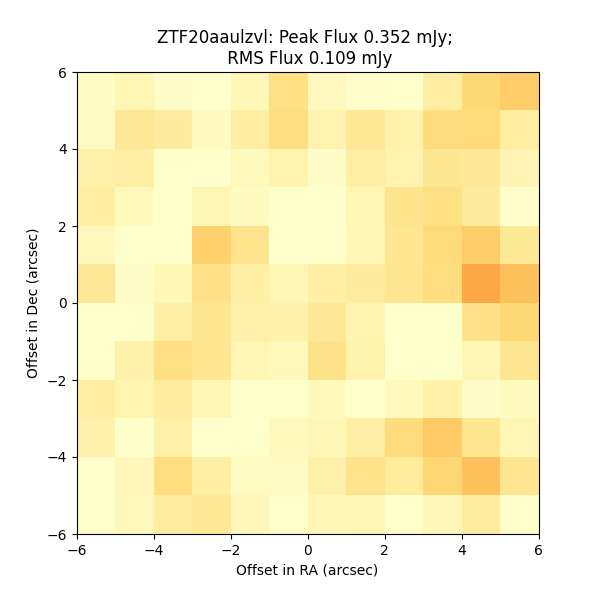 ZTF20aaulzvl: Peak Flux 0.352 mJy;
RMS Flux 0.109 mJy
6
4
2
0
−2
−4
−6
Offset in Dec (arcsec)
−6 −4 −2 0 2 4 6
Offset in RA (arcsec)